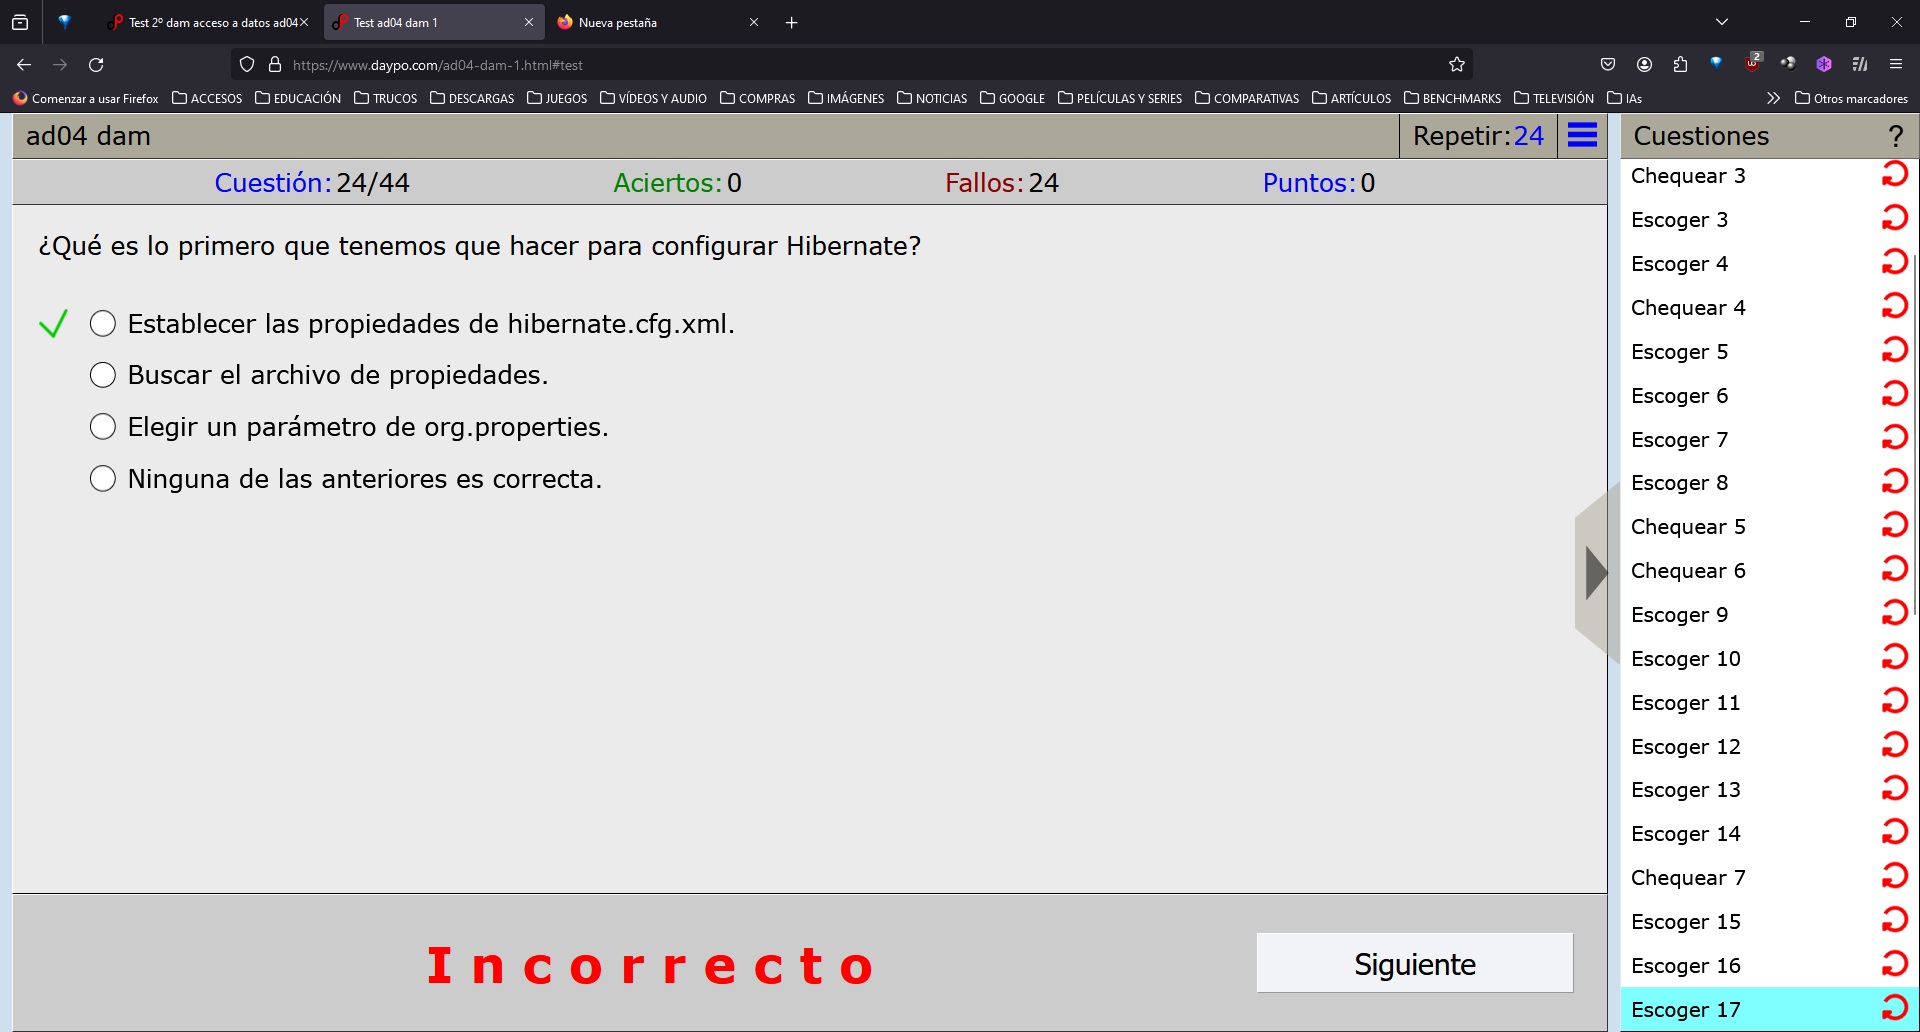 Test 2º dam acceso a datos ad04
Test ad04 dam 1
Nueva pestaña
https://www.daypo.com/ad04-dam-1.html#test
2
Comenzar a usar Firefox
ACCESOS
EDUCACIÓN
TRUCOS
DESCARGAS
JUEGOS
VÍDEOS Y AUDIO
COMPRAS
IMÁGENES
NOTICIAS
GOOGLE
PELÍCULAS Y SERIES
COMPARATIVAS
ARTÍCULOS
BENCHMARKS
TELEVISIÓN
IAs
Otros marcadores
ad04 dam
Repetir:24
Cuestión:24/44
Aciertos:0
Fallos:24
Puntos:0
¿Qué es lo primero que tenemos que hacer para configurar Hibernate?
Establecer las propiedades de hibernate.cfg.xml.
Buscar el archivo de propiedades.
Elegir un parámetro de org.properties.
Ninguna de las anteriores es correcta.
Incorrecto
Siguiente
Cuestiones
?
Chequear 3
Escoger 3
Escoger 4
Chequear 4
Escoger 5
Escoger 6
Escoger 7
Escoger 8
Chequear 5
Chequear 6
Escoger 9
Escoger 10
Escoger 11
Escoger 12
Escoger 13
Escoger 14
Chequear 7
Escoger 15
Escoger 16
Escoger 17